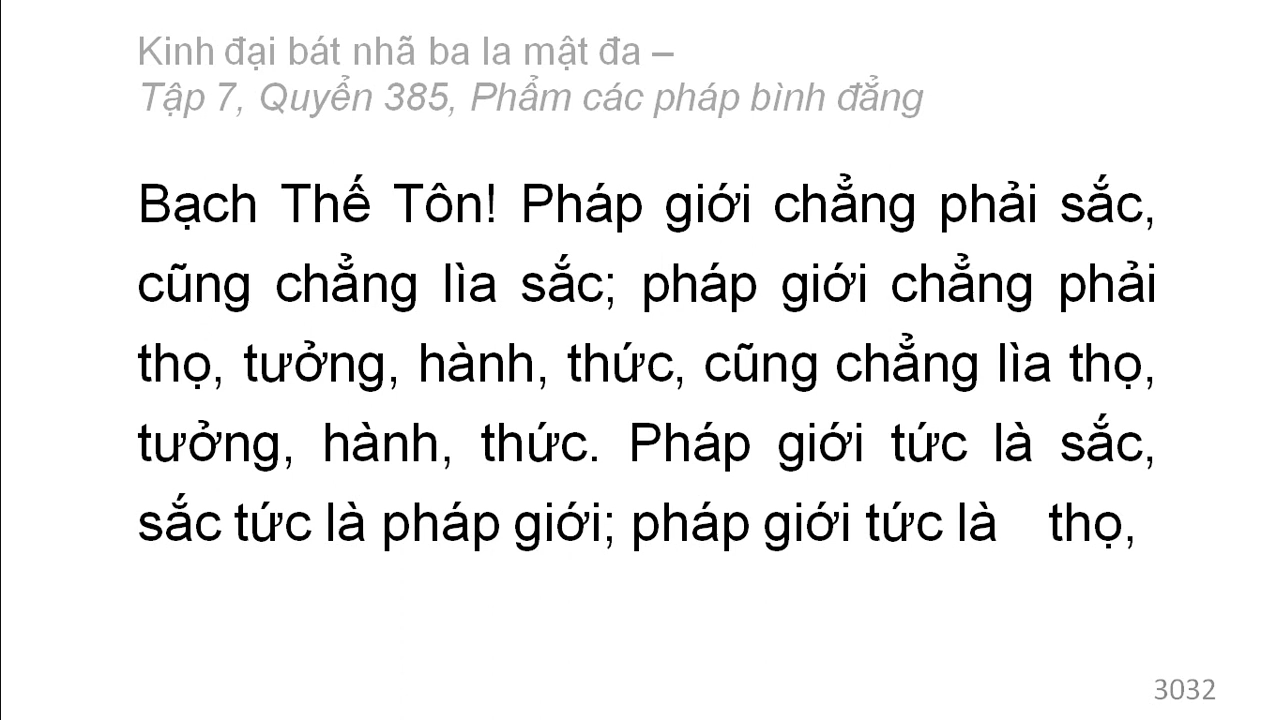 Kinh đại bát nhã ba la mật đa –
Tập 7, Quyển 385, Phẩm các pháp bình đẳng
Bạch Thế Tôn! Pháp giới chẳng phải sắc,
cũng chẳng lìa sắc; pháp giới chẳng phải
thọ, tưởng, hành, thức, cũng chẳng lìa thọ,
tưởng, hành, thức. Pháp giới tức là sắc,
sắc tức là pháp giới; pháp giới tức là thọ,
3032